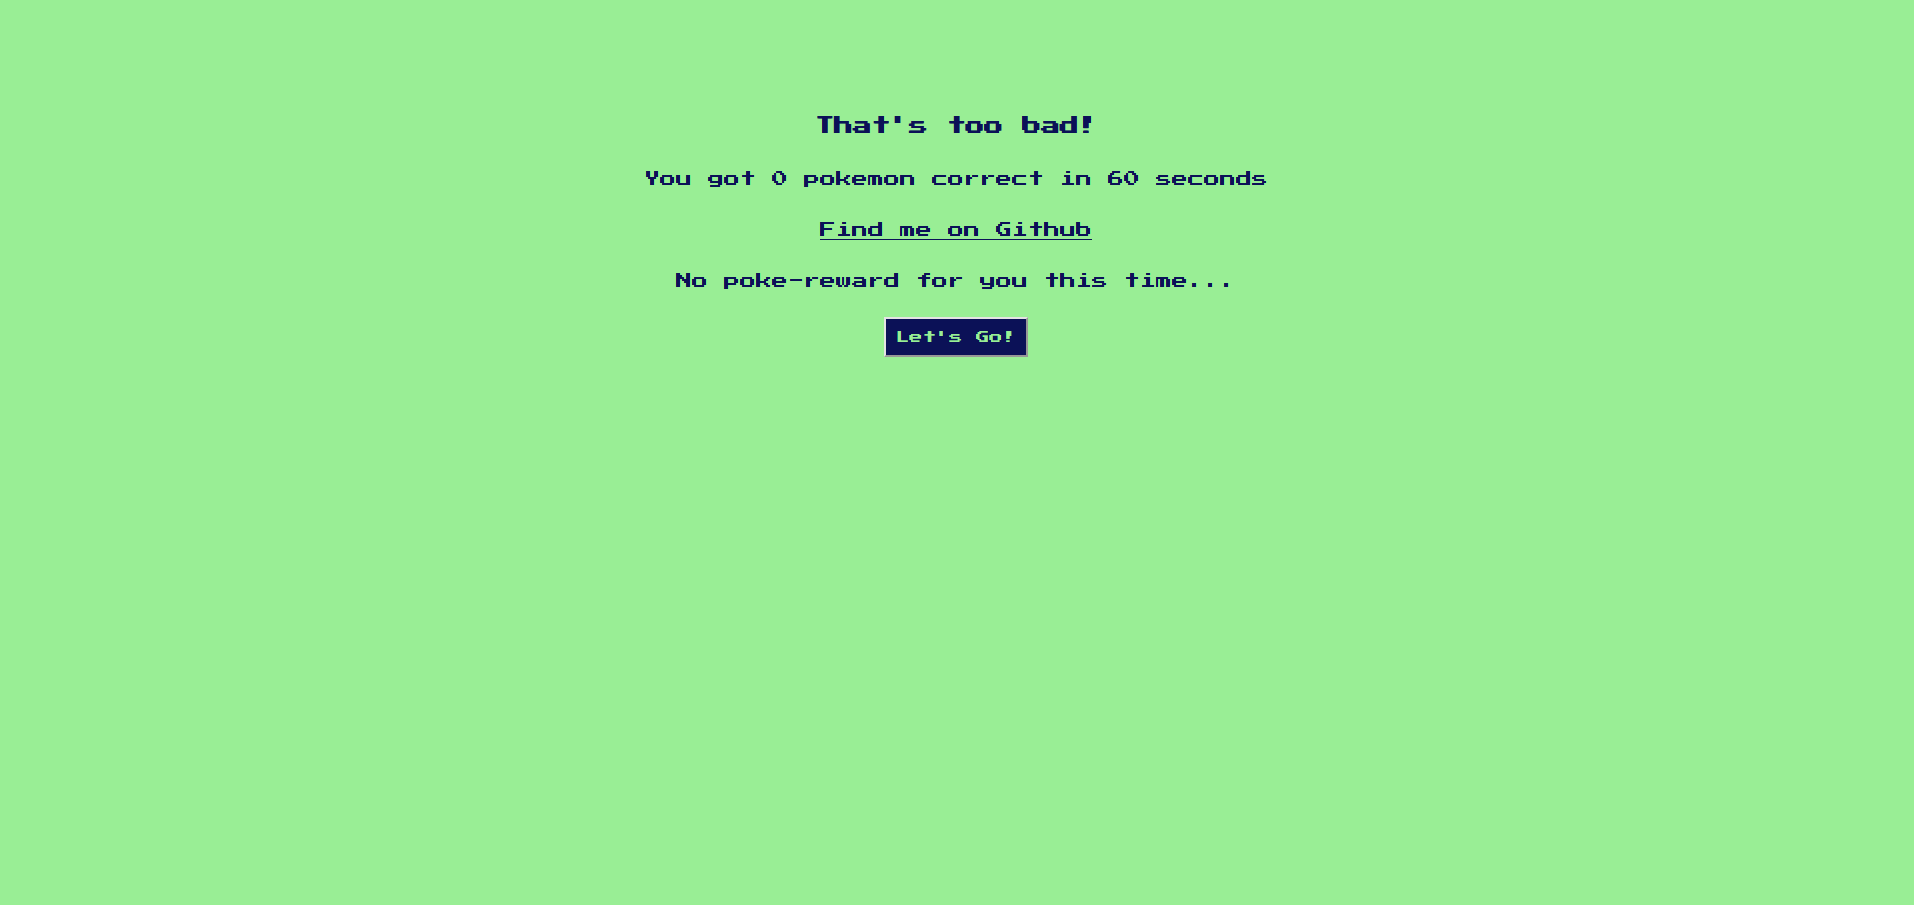 That's too bad!
You got 0 pokemon correct in 60 seconds
Find me on Github
No poke-reward for you this time...
Let's Go!